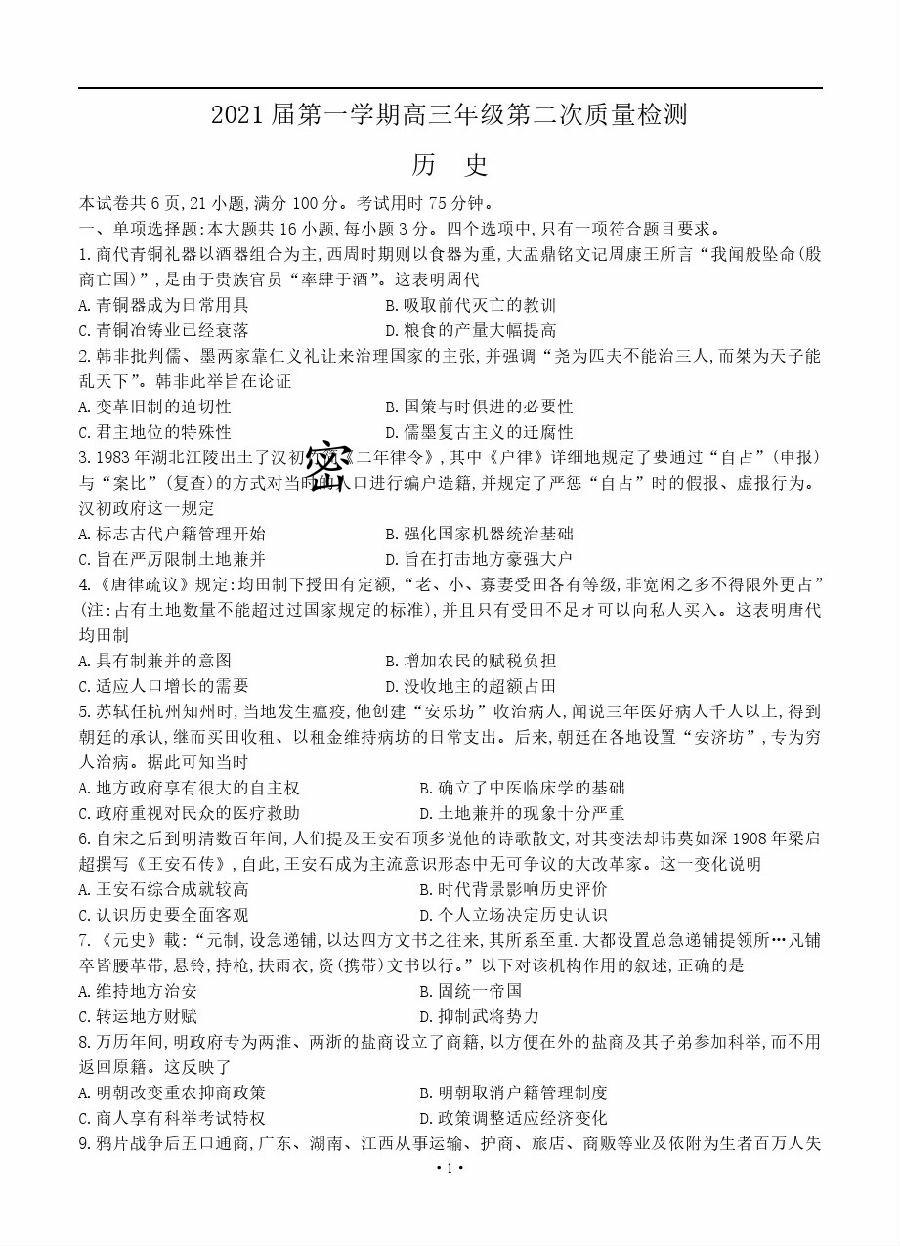 2021届第一学期高三年级第二次质量检测
历 史
本试卷共6页,21小题,满分100分。考试用时75分钟。
一、单项选择题:本大题共16小题,每小题3分。四个选项中,只有一项符合题目要求。
1.商代青铜礼器以酒器组合为主,西周时期则以食器为重,大盂鼎铭文记周康王所言“我闻殷坠命(殷
商亡国)”,是由于贵族官员“率肆于酒”。这表明周代
A.青铜器成为日常用具 B.吸取前代灭亡的教训
C.青铜冶铸业已经衰落 D.粮食的产量大幅提高
2.韩非批判儒、墨两家靠仁义礼让来治理国家的主张,并强调“尧为匹夫不能治三人,而桀为天子能
乱天下”。韩非此举旨在论证
A.变革旧制的迫切性 B.国策与时俱进的必要性
C.君主地位的特殊性 D.儒墨复古主义的迂腐性
3.1983年湖北江陵出土了汉初《二年律令》,其中《户律》详细地规定了要通过“自占”(申报)
与“案比”(复查)的方式对当时的人口进行编户造籍,并规定了严惩“自占”时的假报、虚报行为。
汉初政府这一规定
密
A.标志古代户籍管理开始 B.强化国家机器统治基础
C.旨在严厉限制土地兼并 D.旨在打击地方豪强大户
4.《唐律疏议》规定:均田制下授田有定额,“老、小、寡妻受田各有等级,非宽闲之乡不得限外更占”
(注:占有土地数量不能超过过国家规定的标准),并且只有受田不足才可以向私人买入。这表明唐代
均田制
A.具有制兼并的意图 B.增加农民的赋税负担
C.适应人口增长的需要 D.没收地主的超额占田
5.苏轼任杭州知州时,当地发生瘟疫,他创建“安乐坊”收治病人,闻说三年医好病人千人以上,得到
朝廷的承认,继而买田收租、以租金维持病坊的日常支出。后来,朝廷在各地设置“安济坊”,专为穷
人治病。据此可知当时
A.地方政府享有很大的自主权 B.确立了中医临床学的基础
C.政府重视对民众的医疗救助 D.土地兼并的现象十分严重
6.自宋之后到明清数百年间,人们提及王安石顶多说他的诗歌散文,对其变法却讳莫如深1908年梁启
超撰写《王安石传》,自此,王安石成为主流意识形态中无可争议的大改革家。这一变化说明
A.王安石综合成就较高 B.时代背景影响历史评价
C.认识历史要全面客观 D.个人立场决定历史认识
7.《元史》載:“元制,设急递铺,以达四方文书之往来,其所系至重.大都设置总急递铺提领所…凡铺
卒皆腰革带,悬铃,持枪,扶雨衣,资(携带)文书以行。”以下对该机构作用的叙述,正确的是
A.维持地方治安 B.固统一帝国
C.转运地方财赋 D.抑制武将势力
8.万历年间,明政府专为两淮、两浙的盐商设立了商籍,以方便在外的盐商及其子弟参加科举,而不用
返回原籍。这反映了
A.明朝改变重农抑商政策 B.明朝取消户籍管理制度
C.商人享有科举考试特权 D.政策调整适应经济变化
9.鸦片战争后五口通商,广东、湖南、江西从事运输、护商、旅店、商贩等业及依附为生者百万人失
·1·